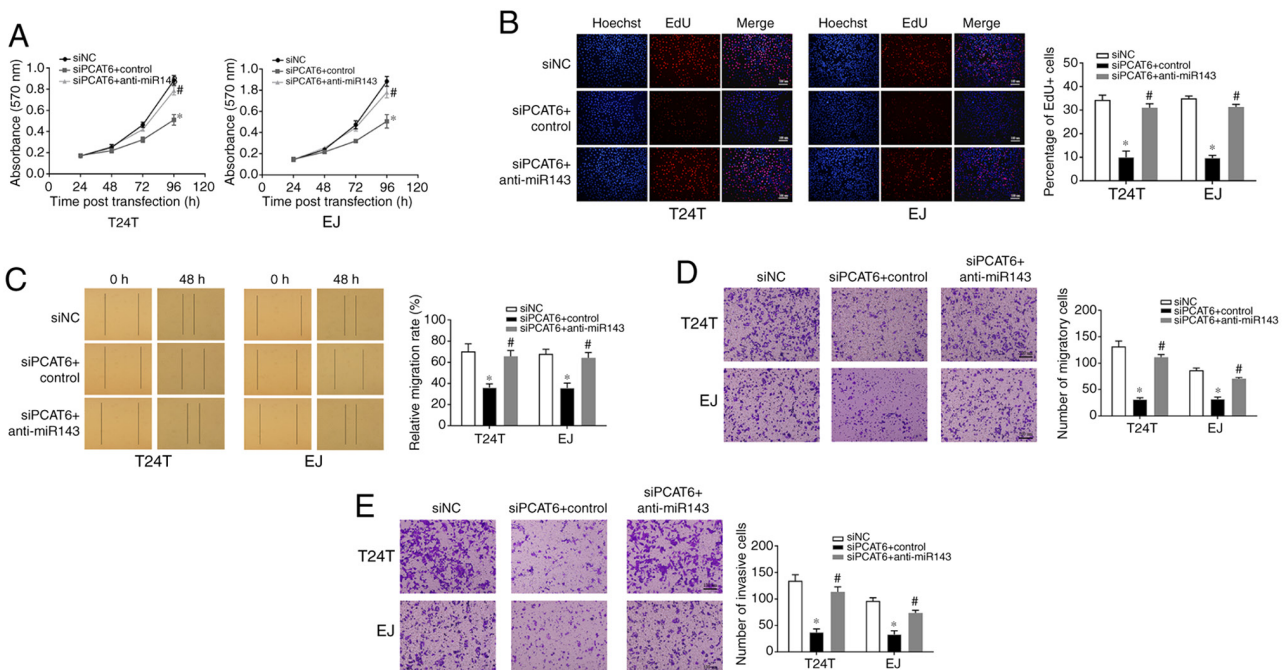 A
siNC
siPCAT6+control
siPCAT6+anti-miR143
Absorbance (570 nm)
1.0
0.8
0.6
0.4
0.2
0
#
*
0 24 48 72 96 120
Time post transfection (h)
T24T
siNC
siPCAT6+control
siPCAT6+anti-miR143
Absorbance (570 nm)
1.0
0.8
0.6
0.4
0.2
0
#
*
0 24 48 72 96 120
Time post transfection (h)
EJ
B
Hoechst EdU Merge Hoechst EdU Merge
siNC
siPCAT6+
control
siPCAT6+
anti-miR143
T24T EJ
siNC
siPCAT6+control
siPCAT6+anti-miR143
Percentage of EdU+ cells
50
40
30
20
10
0
* # * #
T24T EJ
C
0 h 48 h 0 h 48 h
siNC
siPCAT6+
control
siPCAT6+
anti-miR143
T24T EJ
siNC
siPCAT6+control
siPCAT6+anti-miR143
Relative migration rate (%)
100
80
60
40
20
0
* # * #
T24T EJ
D
siNC siPCAT6+control siPCAT6+
anti-miR143
T24T
EJ
siNC
siPCAT6+control
siPCAT6+anti-miR143
Number of migratory cells
200
150
100
50
0
* # * #
T24T EJ
E
siNC siPCAT6+control siPCAT6+
anti-miR143
T24T
EJ
siNC
siPCAT6+control
siPCAT6+anti-miR143
Number of invasive cells
200
150
100
50
0
* # * #
T24T EJ